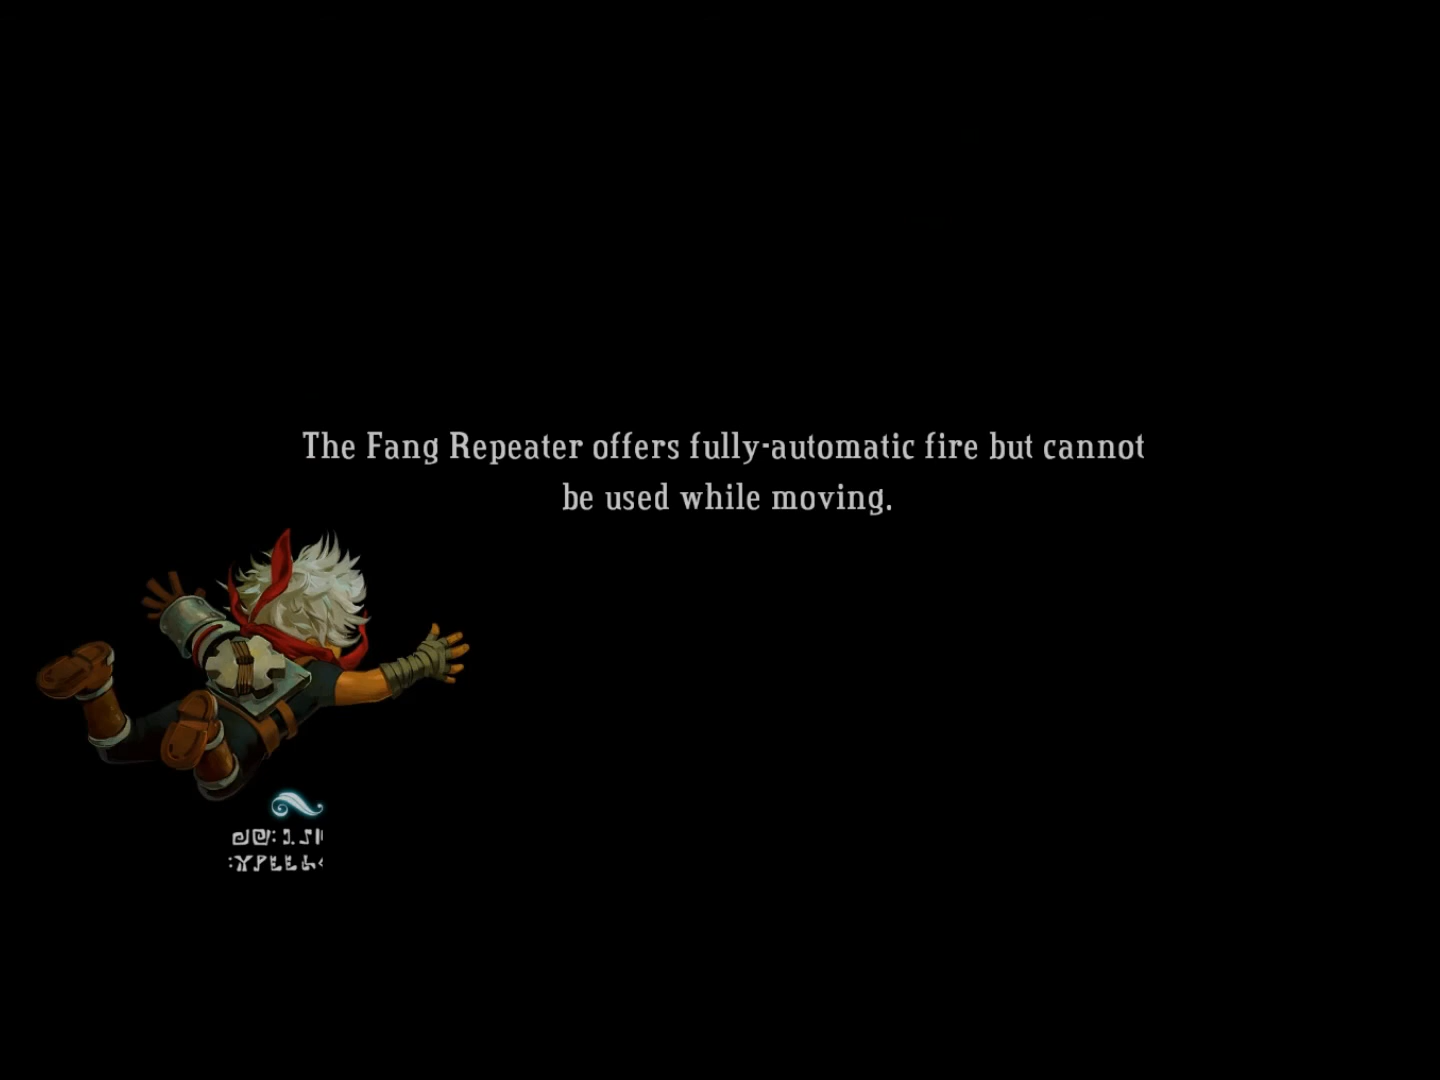 The Fang Repeater offers fully-automatic fire but cannot
be used while moving.